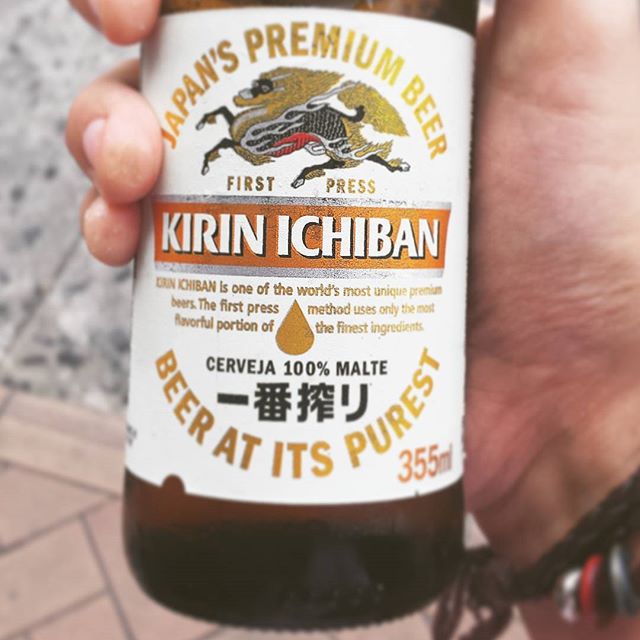 JAPAN'S PREMIUM BEER
FIRST PRESS
KIRIN ICHIBAN
KIRIN ICHIBAN is one of the world's most unique premium
beers. The first press method uses only the most
flavorful portion of the finest ingredients.
CERVEJA 100% MALTE
一番搾り
BEER AT ITS PUREST
355ml